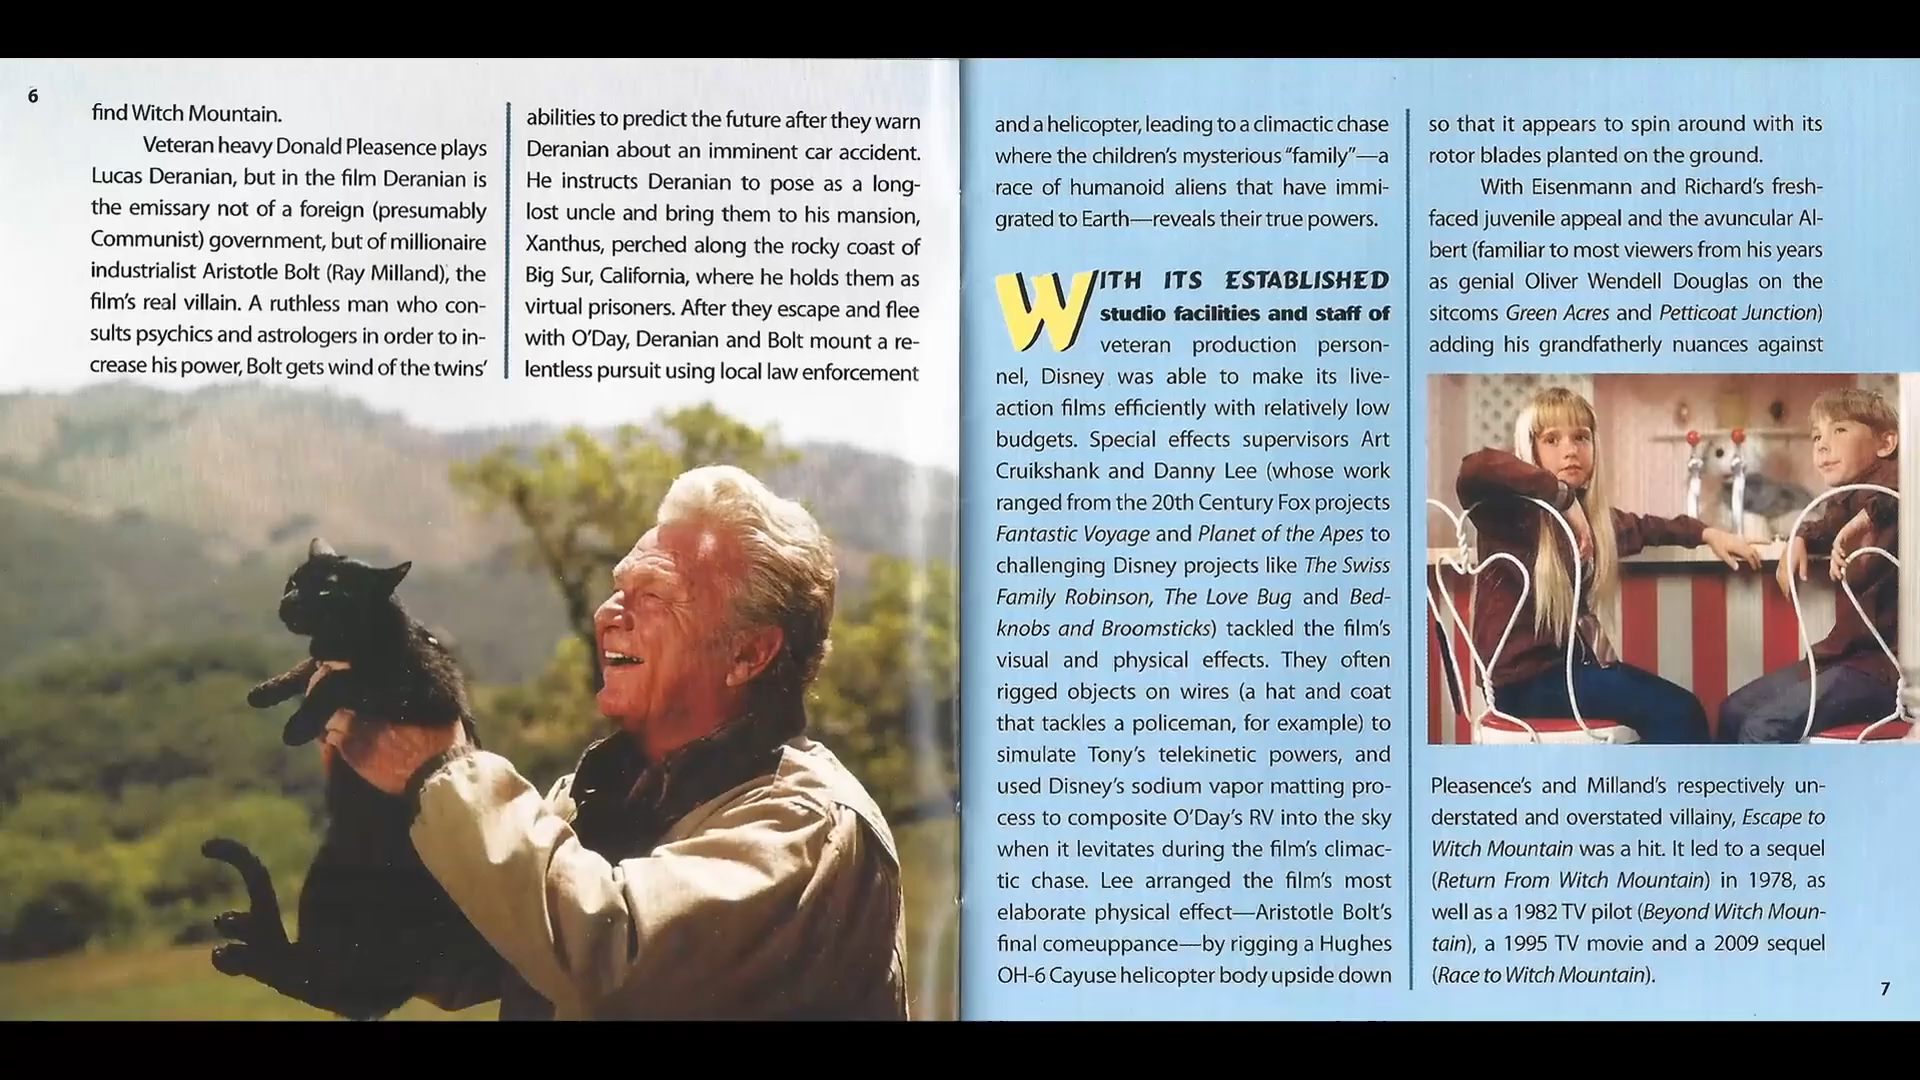 6
find Witch Mountain.
Veteran heavy Donald Pleasence plays
Lucas Deranian, but in the film Deranian is
the emissary not of a foreign (presumably
Communist) government, but of millionaire
industrialist Aristotle Bolt (Ray Milland), the
film's real villain. A ruthless man who con-
sults psychics and astrologers in order to in-
crease his power, Bolt gets wind of the twins'
abilities to predict the future after they warn
Deranian about an imminent car accident.
He instructs Deranian to pose as a long-
lost uncle and bring them to his mansion,
Xanthus, perched along the rocky coast of
Big Sur, California, where he holds them as
virtual prisoners. After they escape and flee
with O'Day, Deranian and Bolt mount a re-
lentless pursuit using local law enforcement
and a helicopter, leading to a climactic chase
where the children's mysterious "family"—a
race of humanoid aliens that have immi-
grated to Earth—reveals their true powers.
WITH ITS ESTABLISHED
studio facilities and staff of
veteran production person-
nel, Disney was able to make its live-
action films efficiently with relatively low
budgets. Special effects supervisors Art
Cruikshank and Danny Lee (whose work
ranged from the 20th Century Fox projects
Fantastic Voyage and Planet of the Apes to
challenging Disney projects like The Swiss
Family Robinson, The Love Bug and Bed-
knobs and Broomsticks) tackled the film's
visual and physical effects. They often
rigged objects on wires (a hat and coat
that tackles a policeman, for example) to
simulate Tony's telekinetic powers, and
used Disney's sodium vapor matting pro-
cess to composite O'Day's RV into the sky
when it levitates during the film's climac-
tic chase. Lee arranged the film's most
elaborate physical effect—Aristotle Bolt's
final comeuppance—by rigging a Hughes
OH-6 Cayuse helicopter body upside down
so that it appears to spin around with its
rotor blades planted on the ground.
With Eisenmann and Richard's fresh-
faced juvenile appeal and the avuncular Al-
bert (familiar to most viewers from his years
as genial Oliver Wendell Douglas on the
sitcoms Green Acres and Petticoat Junction)
adding his grandfatherly nuances against
Pleasence's and Milland's respectively un-
derstated and overstated villainy, Escape to
Witch Mountain was a hit. It led to a sequel
(Return From Witch Mountain) in 1978, as
well as a 1982 TV pilot (Beyond Witch Moun-
tain), a 1995 TV movie and a 2009 sequel
(Race to Witch Mountain).
7